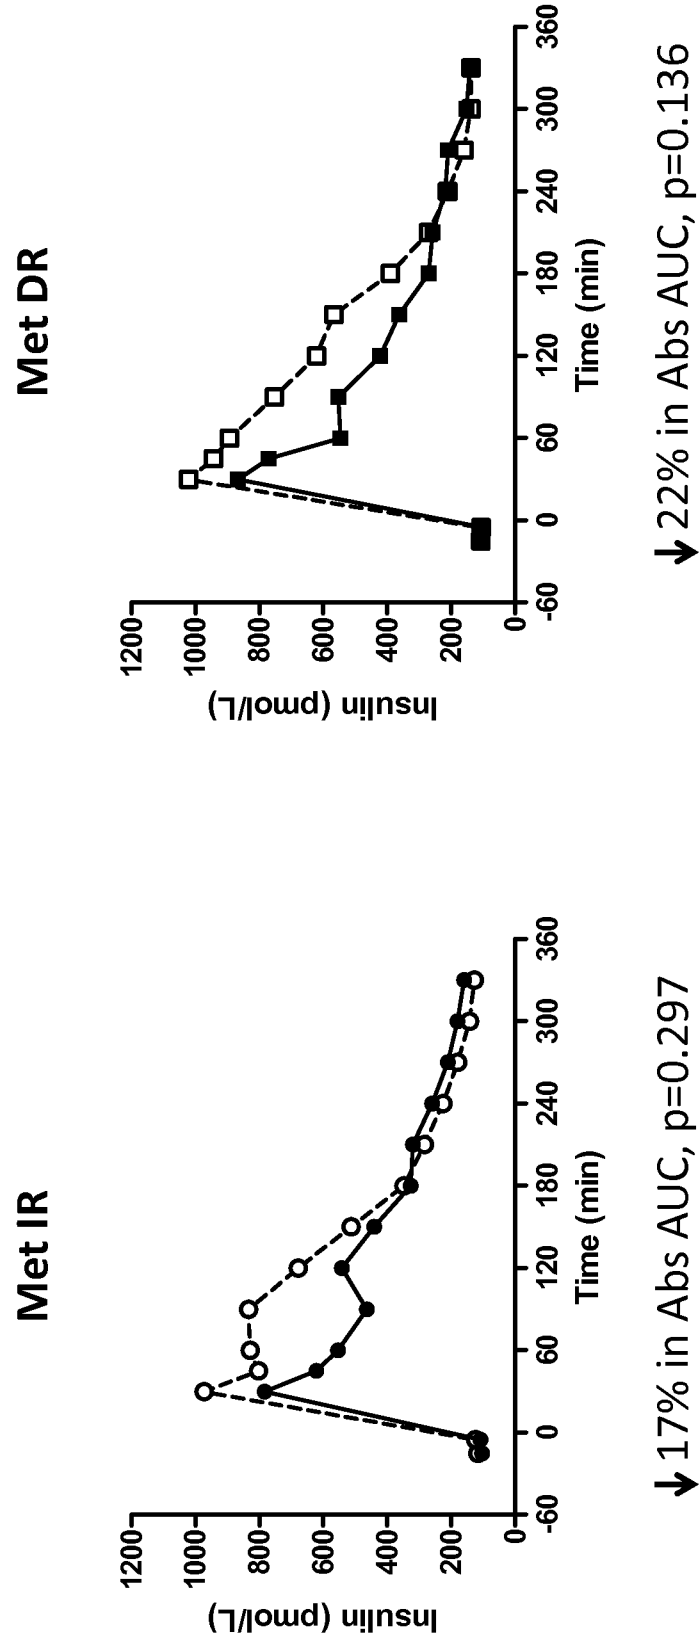 Met IR
Insulin (pmol/L)
1200
1000
800
600
400
200
0
-60 0 60 120 180 240 300 360
Time (min)
↓17% in Abs AUC, p=0.297
Met DR
Insulin (pmol/L)
1200
1000
800
600
400
200
0
-60 0 60 120 180 240 300 360
Time (min)
↓22% in Abs AUC, p=0.136